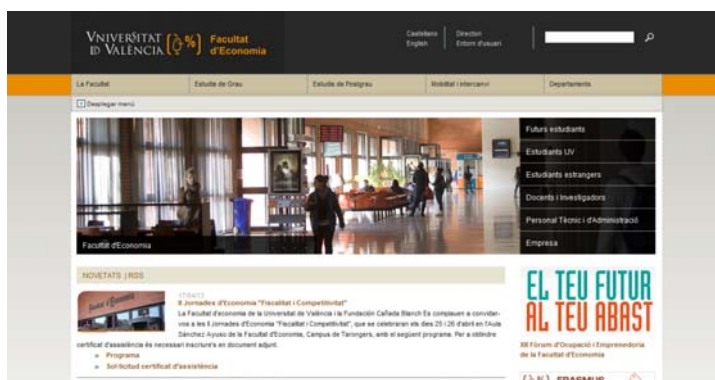 VNIVERSITAT
ID VALÈNCIA
Facultat
d'Economia
Castellano
English
Directori
Entorn d'usuari
La Facultat
Estudis de Grau
Estudis de Postgrau
Mobilitat i intercanvi
Departaments
Desplegar menú
Futurs estudiants
Estudiants UV
Estudiants estrangers
Docents i Investigadors
Personal Tècnic i d'Administració
Empresa
Facultat d'Economia
NOVETATS | RSS
17/04/13
II Jornades d'Economia "Fiscalitat i Competitivitat"
La Facultat d'economia de la Universitat de València i la Fundación Cañada Blanch Es complauen a convidar-
vos a les II Jornades d'Economia "Fiscalitat i Competitivitat", que se celebraran els dies 25 i 26 d'abril en l'Aula
Sánchez Ayuso de la Facultat d'Economia, Campus de Tarongers, amb el següent programa. Per a obtindre
certificat d'assistència és necessari inscriure's en document adjunt.
» Programa
» Sol·licitud certificat d'assistència
EL TEU FUTUR
AL TEU ABAST
XII Fòrum d'Ocupació i Emprenedoria
de la Facultat d'Economia
ERASMUS